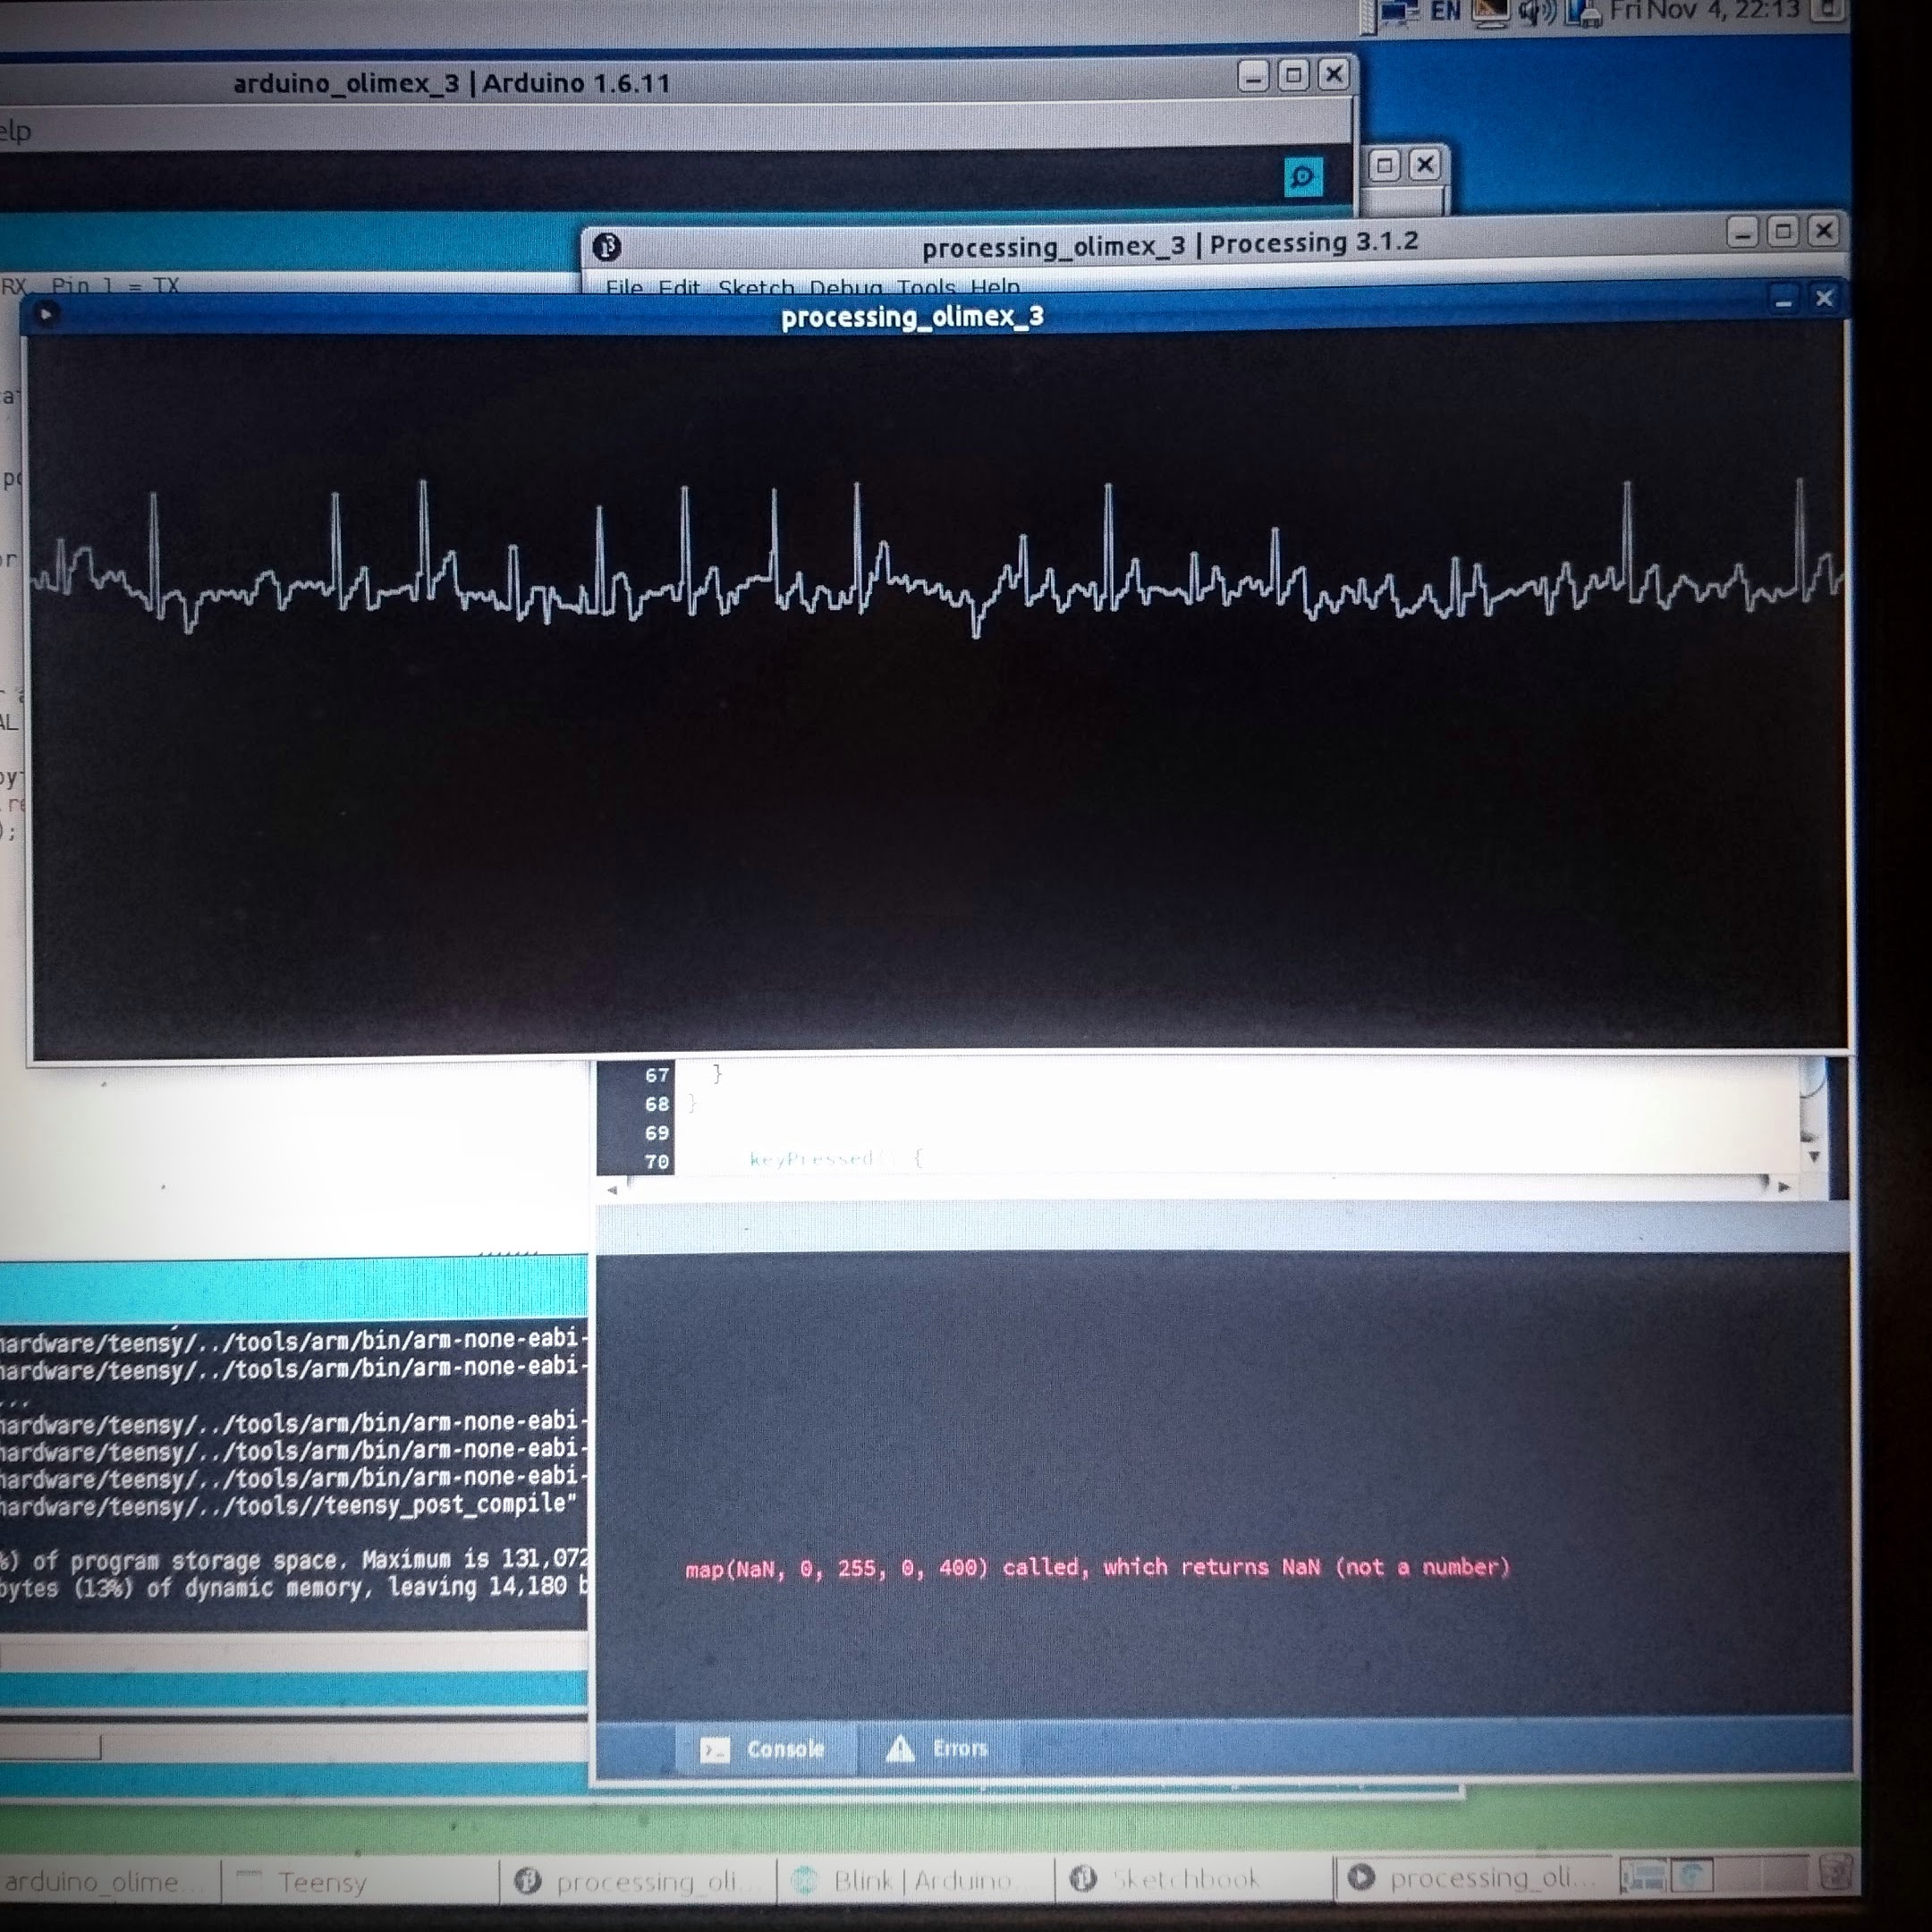 EN Fri Nov 4, 22:13
arduino_olimex_3 | Arduino 1.6.11
elp
processing_olimex_3 | Processing 3.1.2
RX, Pin 1 = TX
File Edit Sketch Debug Tools Help
processing_olimex_3
or
AL
);
67 }
68 }
69
70 keyPressed() {
hardware/teensy/../tools/arm/bin/arm-none-eabi-
hardware/teensy/../tools/arm/bin/arm-none-eabi-
...
hardware/teensy/../tools/arm/bin/arm-none-eabi-
hardware/teensy/../tools/arm/bin/arm-none-eabi-
hardware/teensy/../tools/arm/bin/arm-none-eabi-
hardware/teensy/../tools//teensy_post_compile"
%) of program storage space. Maximum is 131,072
bytes (13%) of dynamic memory, leaving 14,180 b
map(NaN, 0, 255, 0, 400) called, which returns NaN (not a number)
Console Errors
arduino_olime... Teensy processing_oli... Blink | Arduino... Sketchbook processing_oli...